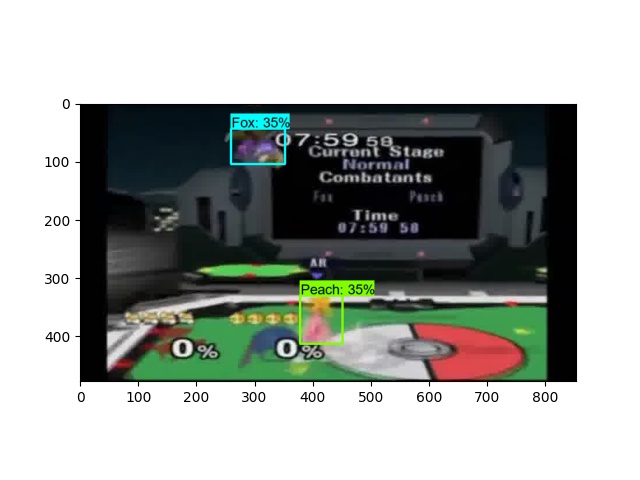 0
100
200
300
400
Fox: 35%
07:59 58
Current Stage
Normal
Combatants
Fox Peach
Time
07:59 58
AR
Peach: 35%
0% 0%
0 100 200 300 400 500 600 700 800